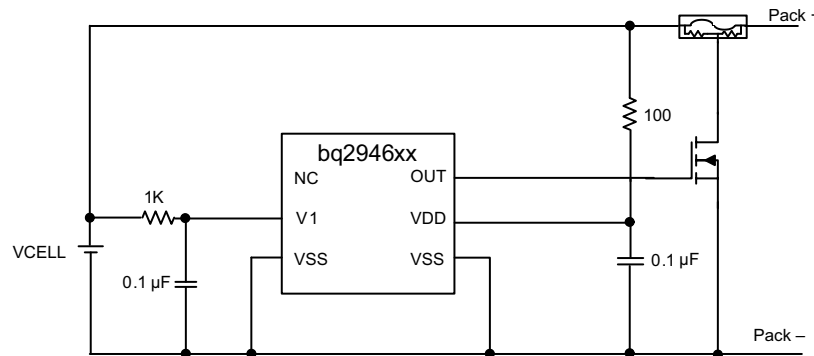 Pack +
100
bq2946xx
NC
OUT
1K
V1
VDD
VCELL
VSS
VSS
0.1 µF
0.1 µF
Pack –